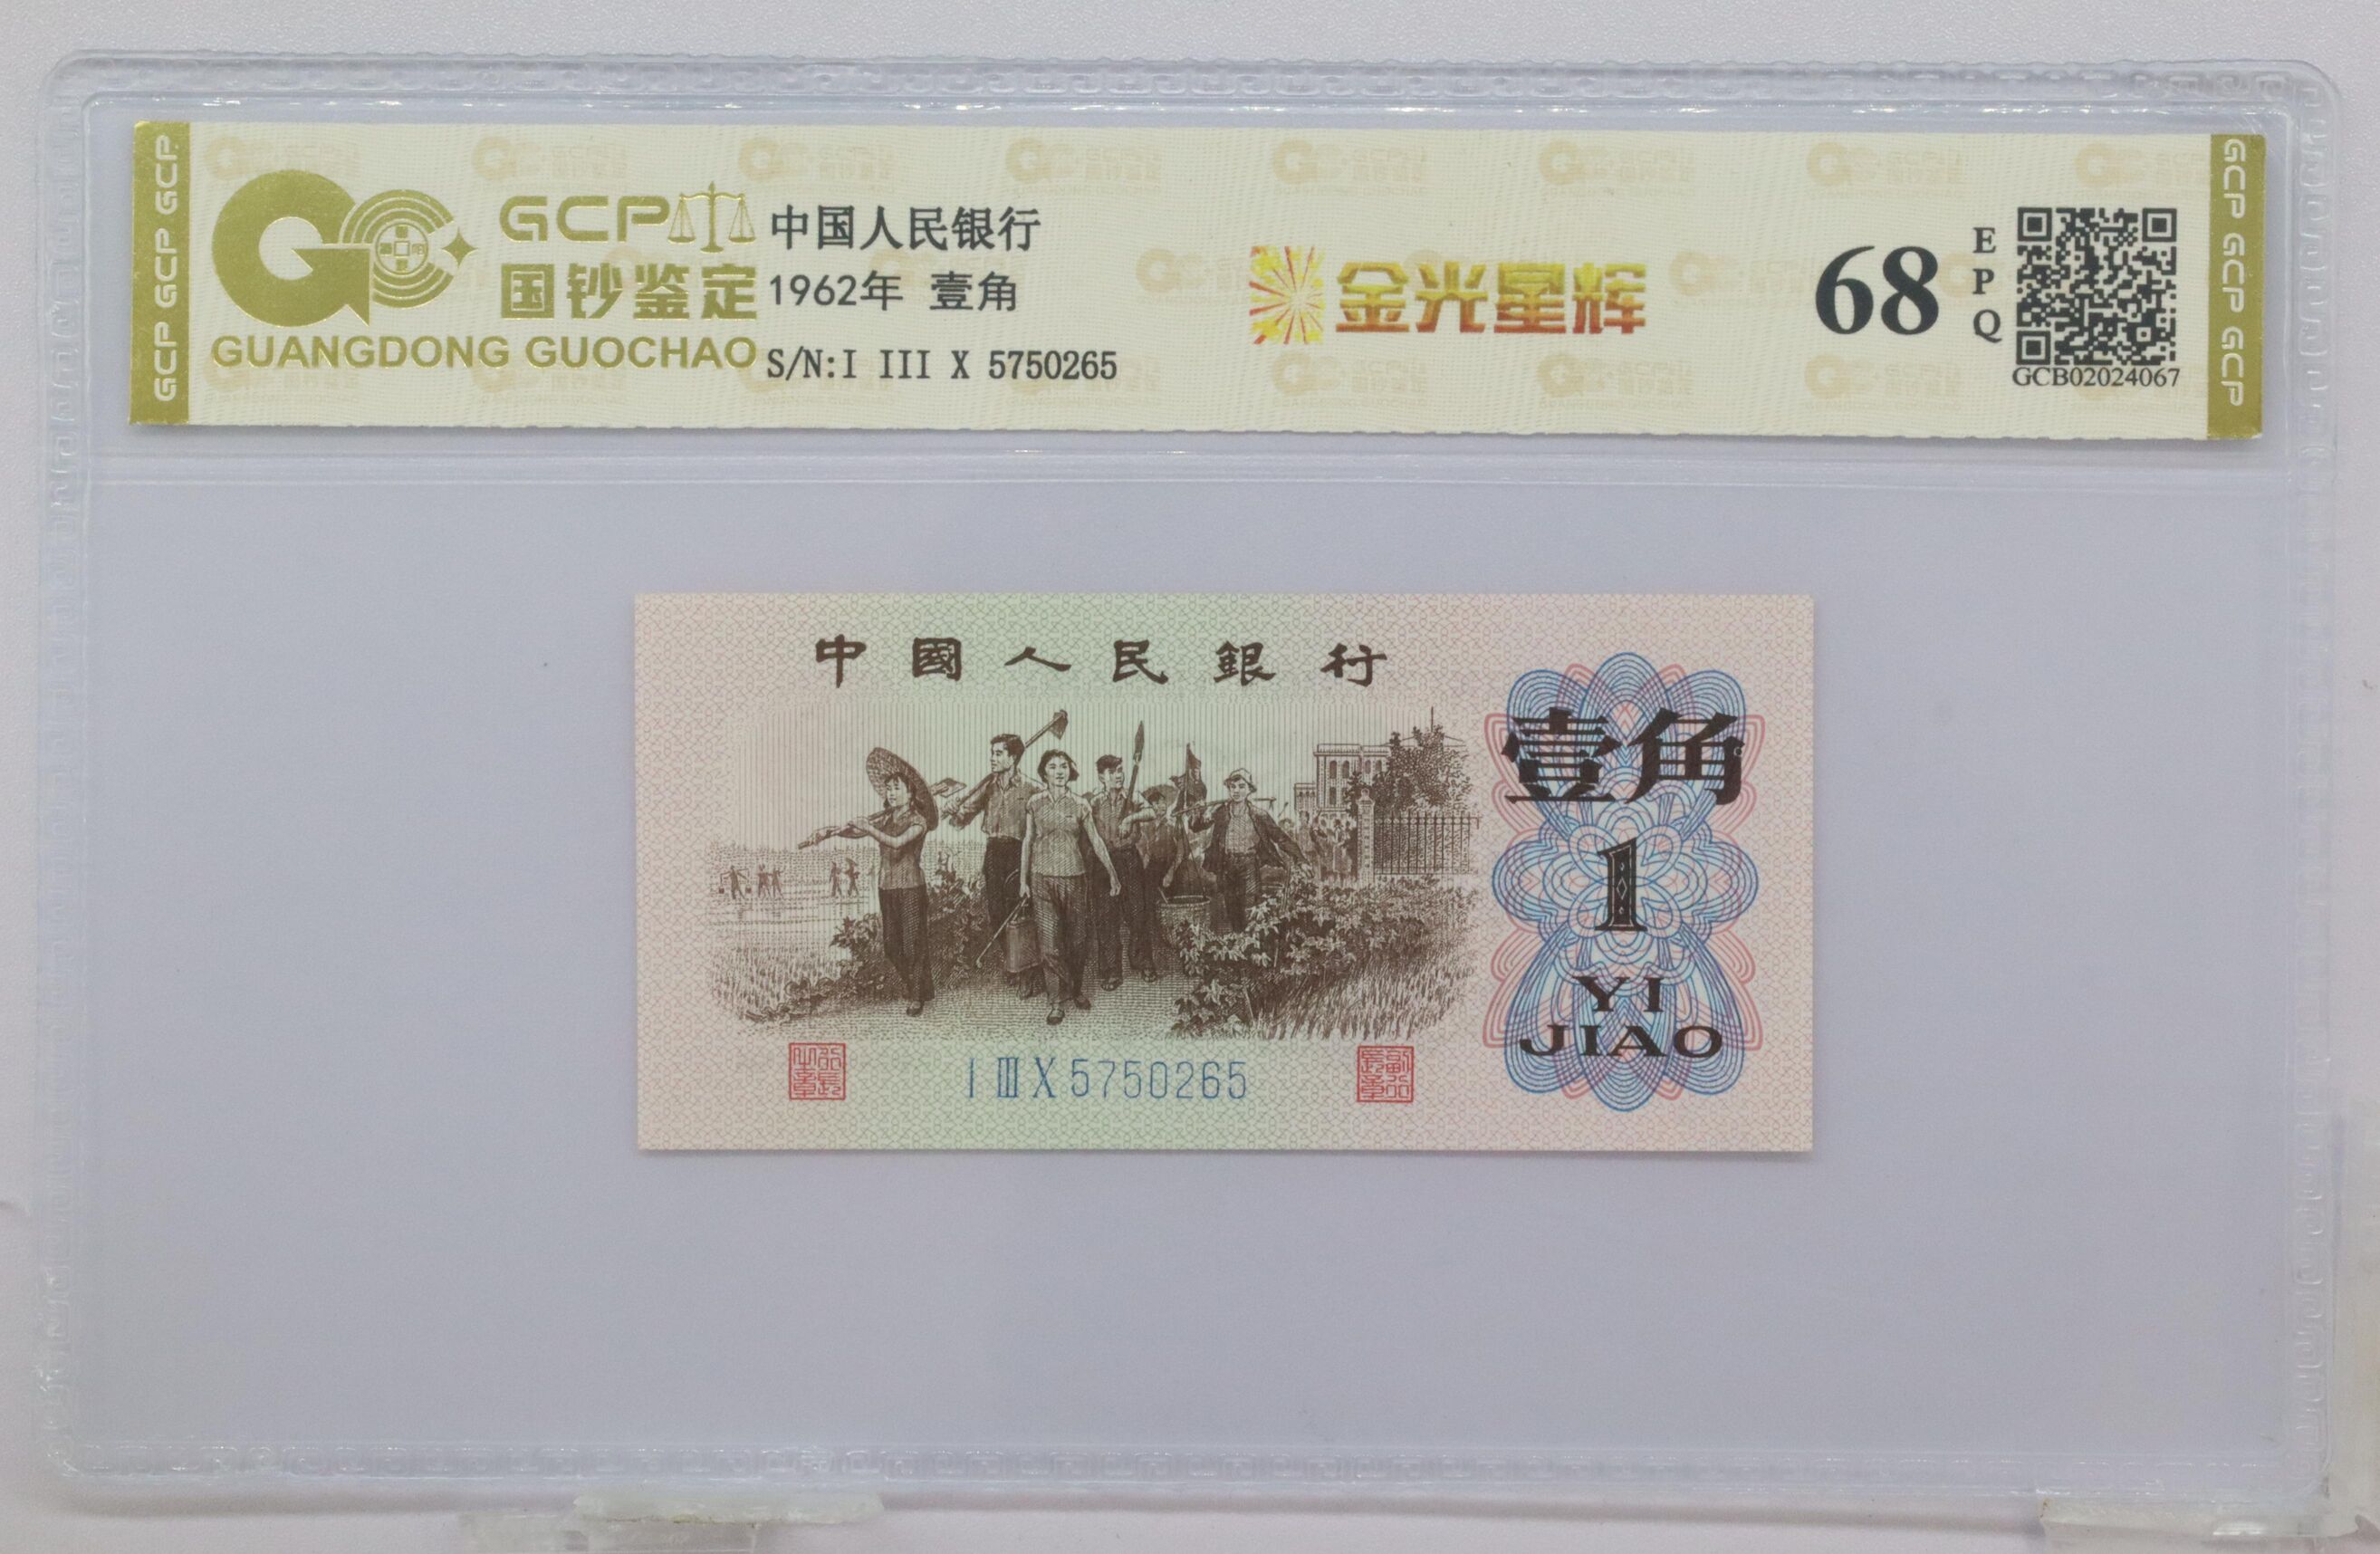 GCP GCP GCP
GCP
国钞鉴定
GUANGDONG GUOCHAO
中国人民银行
1962年 壹角
S/N:I III X 5750265
金光星辉
68
EPQ
GCB02024067
GCP GCP GCP
中國人民銀行
壹角
1
YI
JIAO
I III X 5750265